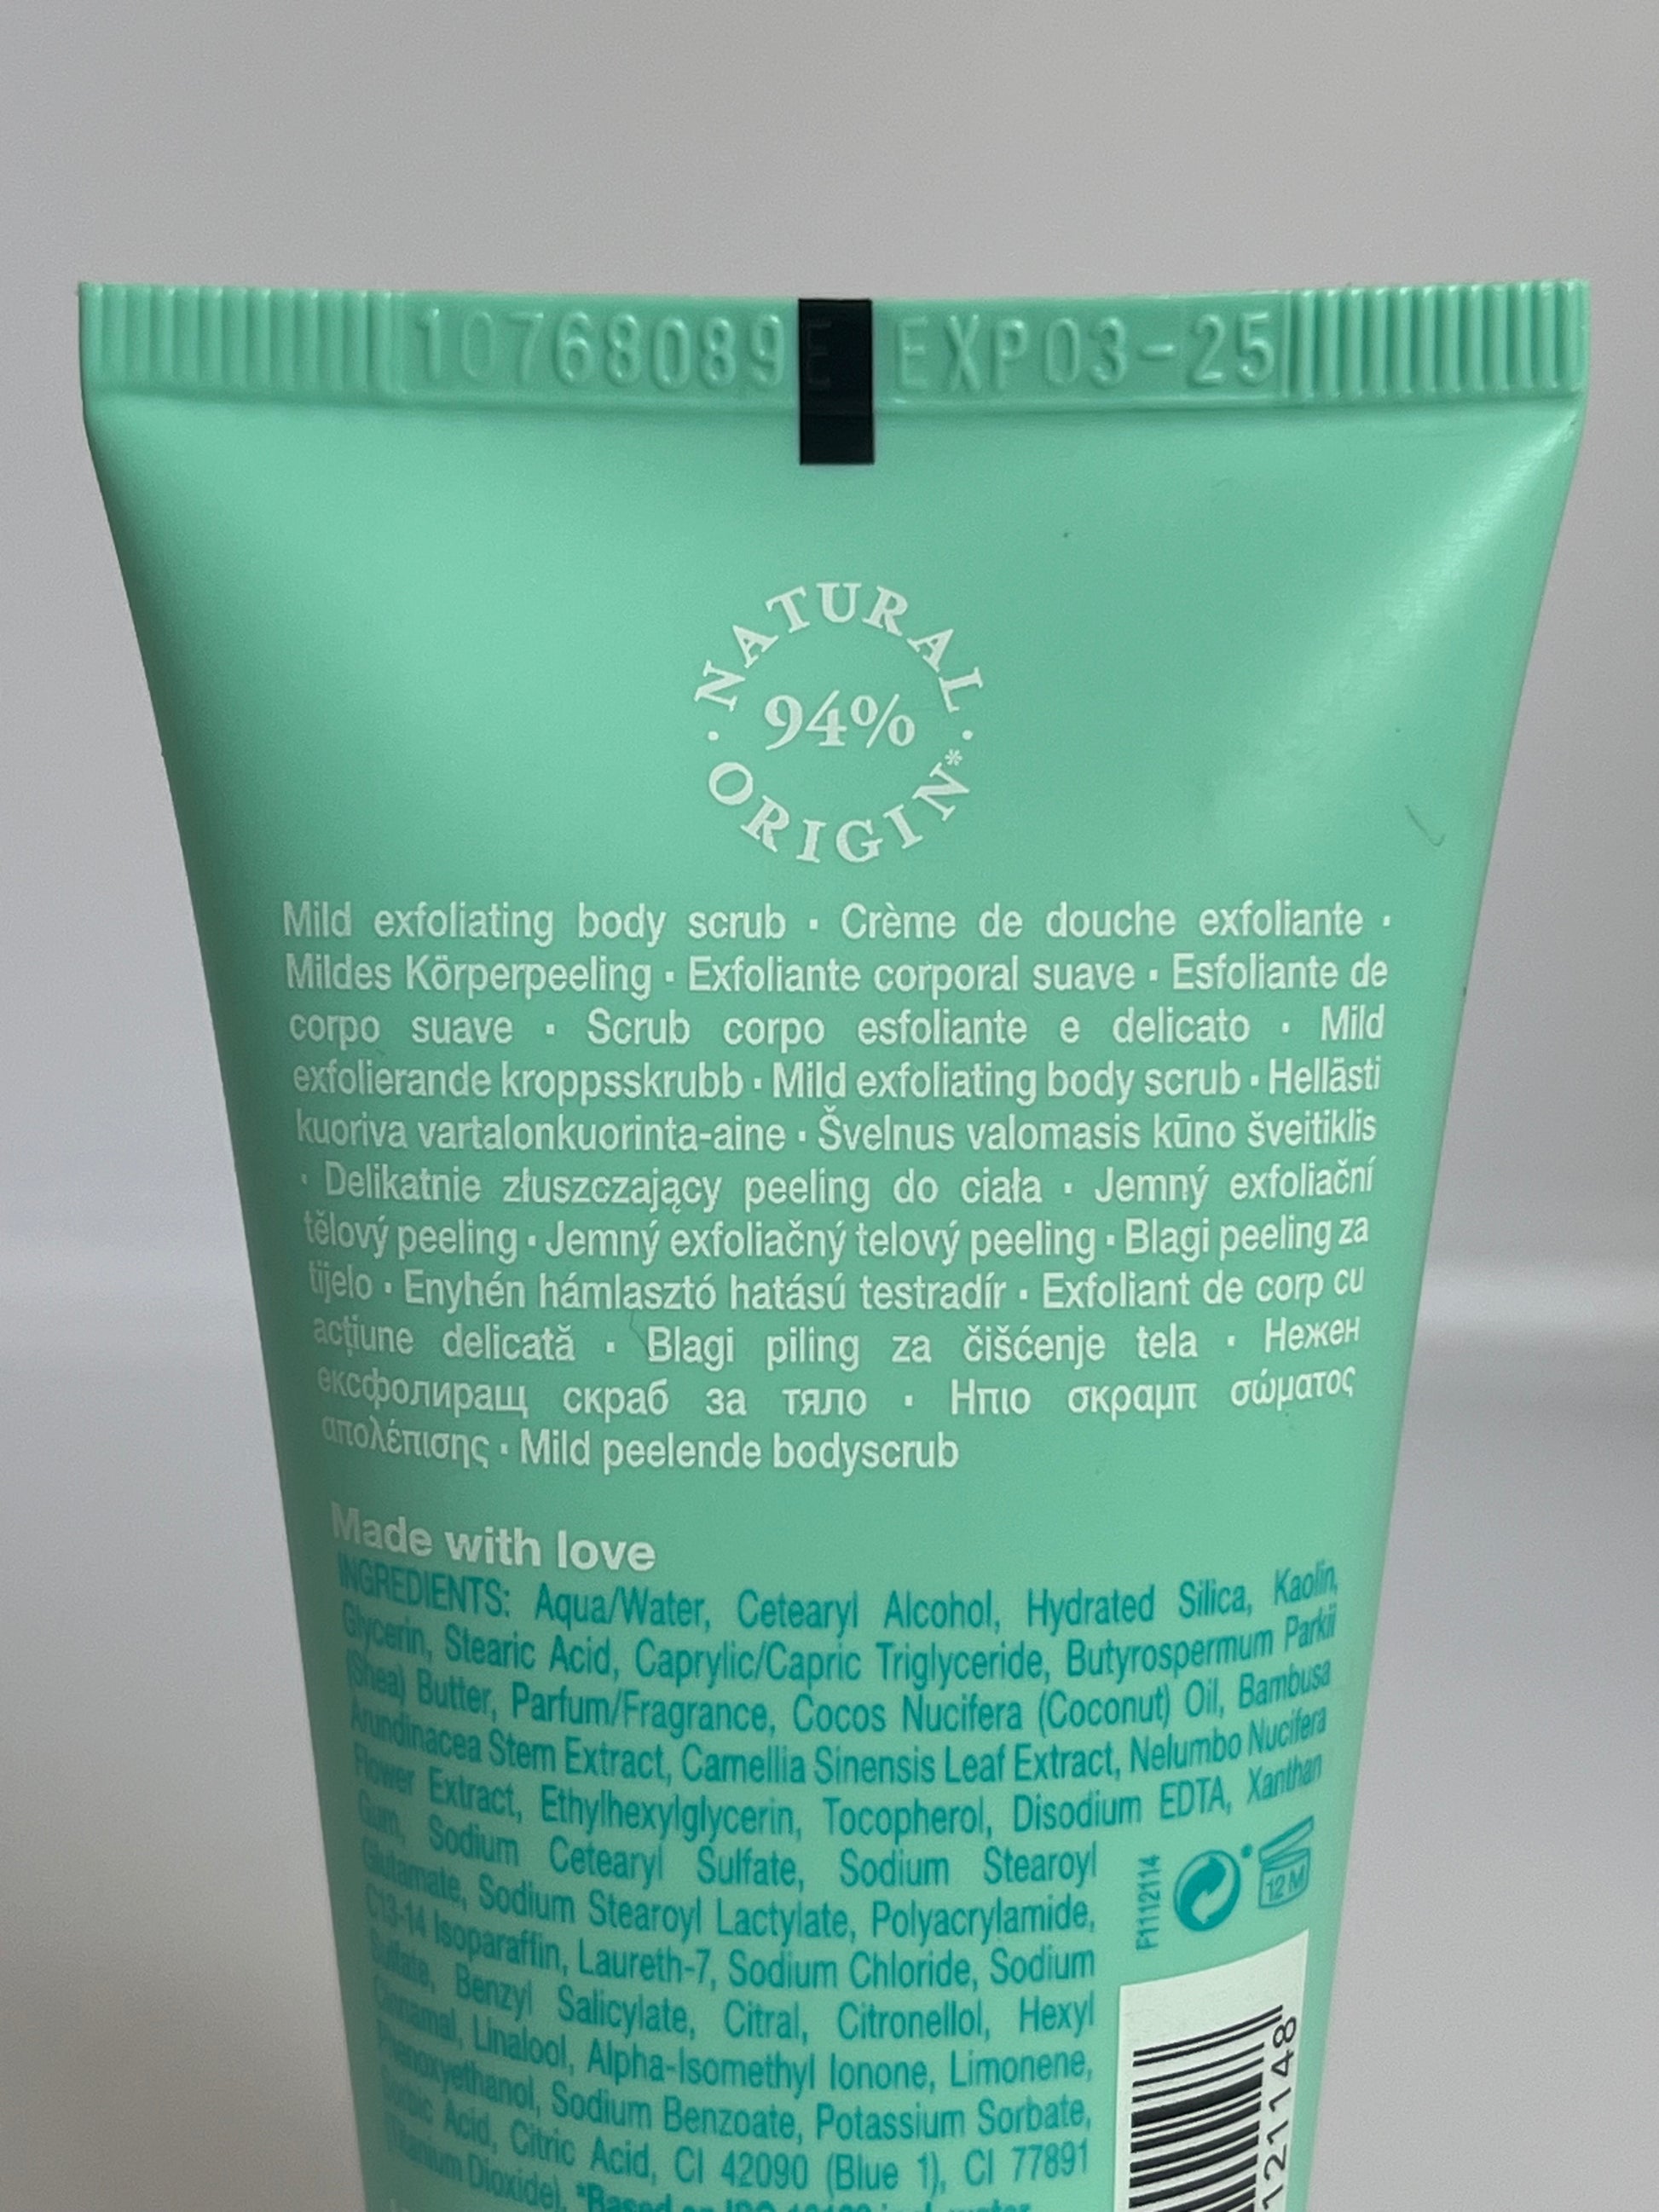 10768089E EXP03-25
· NATURAL ·
94%
ORIGIN*
Mild exfoliating body scrub · Crème de douche exfoliante ·
Mildes Körperpeeling · Exfoliante corporal suave · Esfoliante de
corpo suave · Scrub corpo esfoliante e delicato · Mild
exfolierande kroppsskrubb · Mild exfoliating body scrub · Hellästi
kuoriva vartalonkuorinta-aine · Švelnus valomasis kūno šveitiklis
· Delikatnie złuszczający peeling do ciała · Jemný exfoliační
tělový peeling · Jemný exfoliačný telový peeling · Blagi peeling za
tijelo · Enyhén hámlasztó hatású testradír · Exfoliant de corp cu
acțiune delicată · Blagi piling za čišćenje tela · Нежен
ексфолиращ скраб за тяло · Ηπιο σκραμπ σώματος
απολέπισης · Mild peelende bodyscrub
Made with love
INGREDIENTS: Aqua/Water, Cetearyl Alcohol, Hydrated Silica, Kaolin,
Glycerin, Stearic Acid, Caprylic/Capric Triglyceride, Butyrospermum Parkii
(Shea) Butter, Parfum/Fragrance, Cocos Nucifera (Coconut) Oil, Bambusa
Arundinacea Stem Extract, Camellia Sinensis Leaf Extract, Nelumbo Nucifera
Flower Extract, Ethylhexylglycerin, Tocopherol, Disodium EDTA, Xanthan
Gum, Sodium Cetearyl Sulfate, Sodium Stearoyl
Glutamate, Sodium Stearoyl Lactylate, Polyacrylamide,
C13-14 Isoparaffin, Laureth-7, Sodium Chloride, Sodium
Sulfate, Benzyl Salicylate, Citral, Citronellol, Hexyl
Cinnamal, Linalool, Alpha-Isomethyl Ionone, Limonene,
Phenoxyethanol, Sodium Benzoate, Potassium Sorbate,
Sorbic Acid, Citric Acid, CI 42090 (Blue 1), CI 77891
(Titanium Dioxide). *Based on ISO
F1112114
12 M
121148